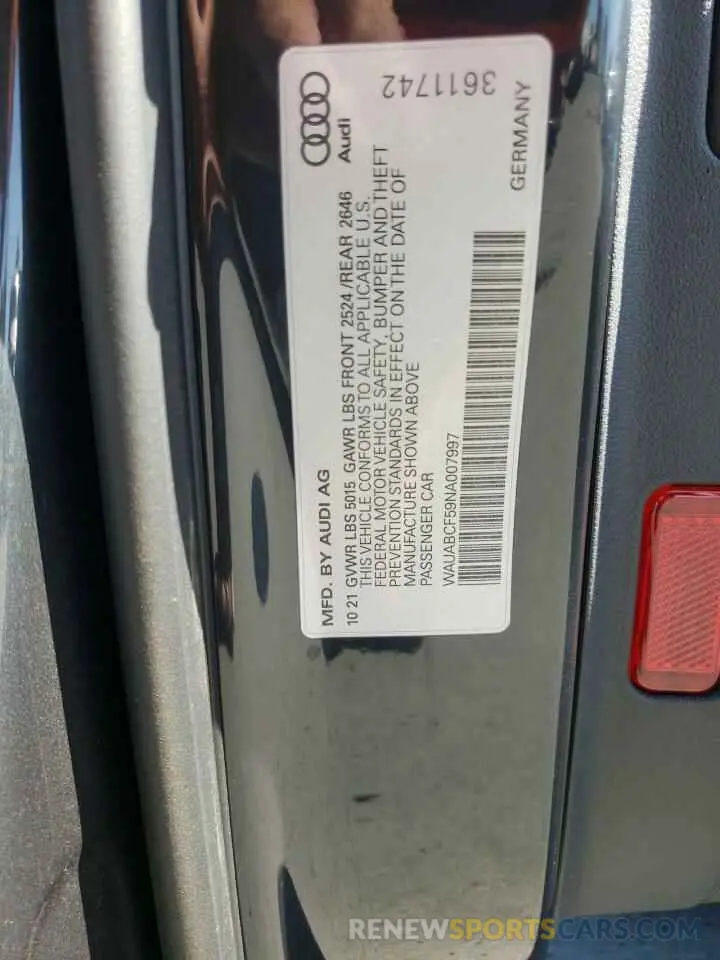 Audi
3611742
MFD. BY AUDI AG
GERMANY
10 21 GVWR LBS 5015 GAWR LBS FRONT 2524 /REAR 2646
THIS VEHICLE CONFORMS TO ALL APPLICABLE U.S.
FEDERAL MOTOR VEHICLE SAFETY, BUMPER AND THEFT
PREVENTION STANDARDS IN EFFECT ON THE DATE OF
MANUFACTURE SHOWN ABOVE
PASSENGER CAR
WAUABCF59NA007997
RENEWSPORTSCARS.COM